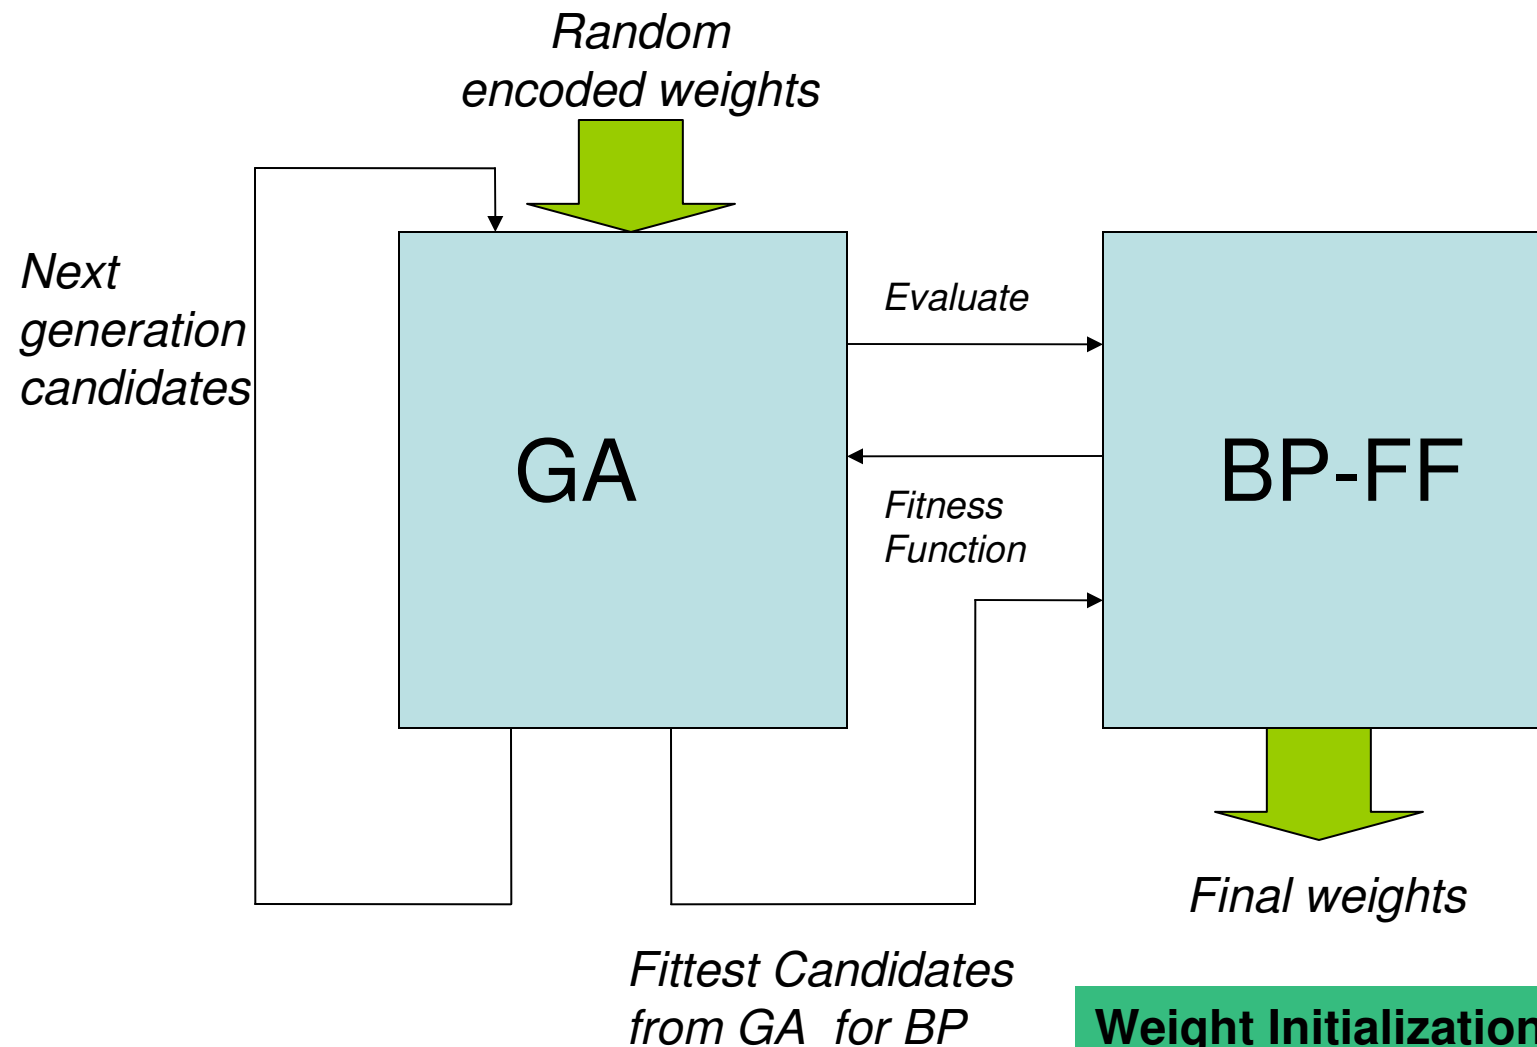 Random
encoded weights
Next
generation
candidates
Evaluate
GA
BP-FF
Fitness
Function
Final weights
Fittest Candidates
from GA for BP
Weight Initialization